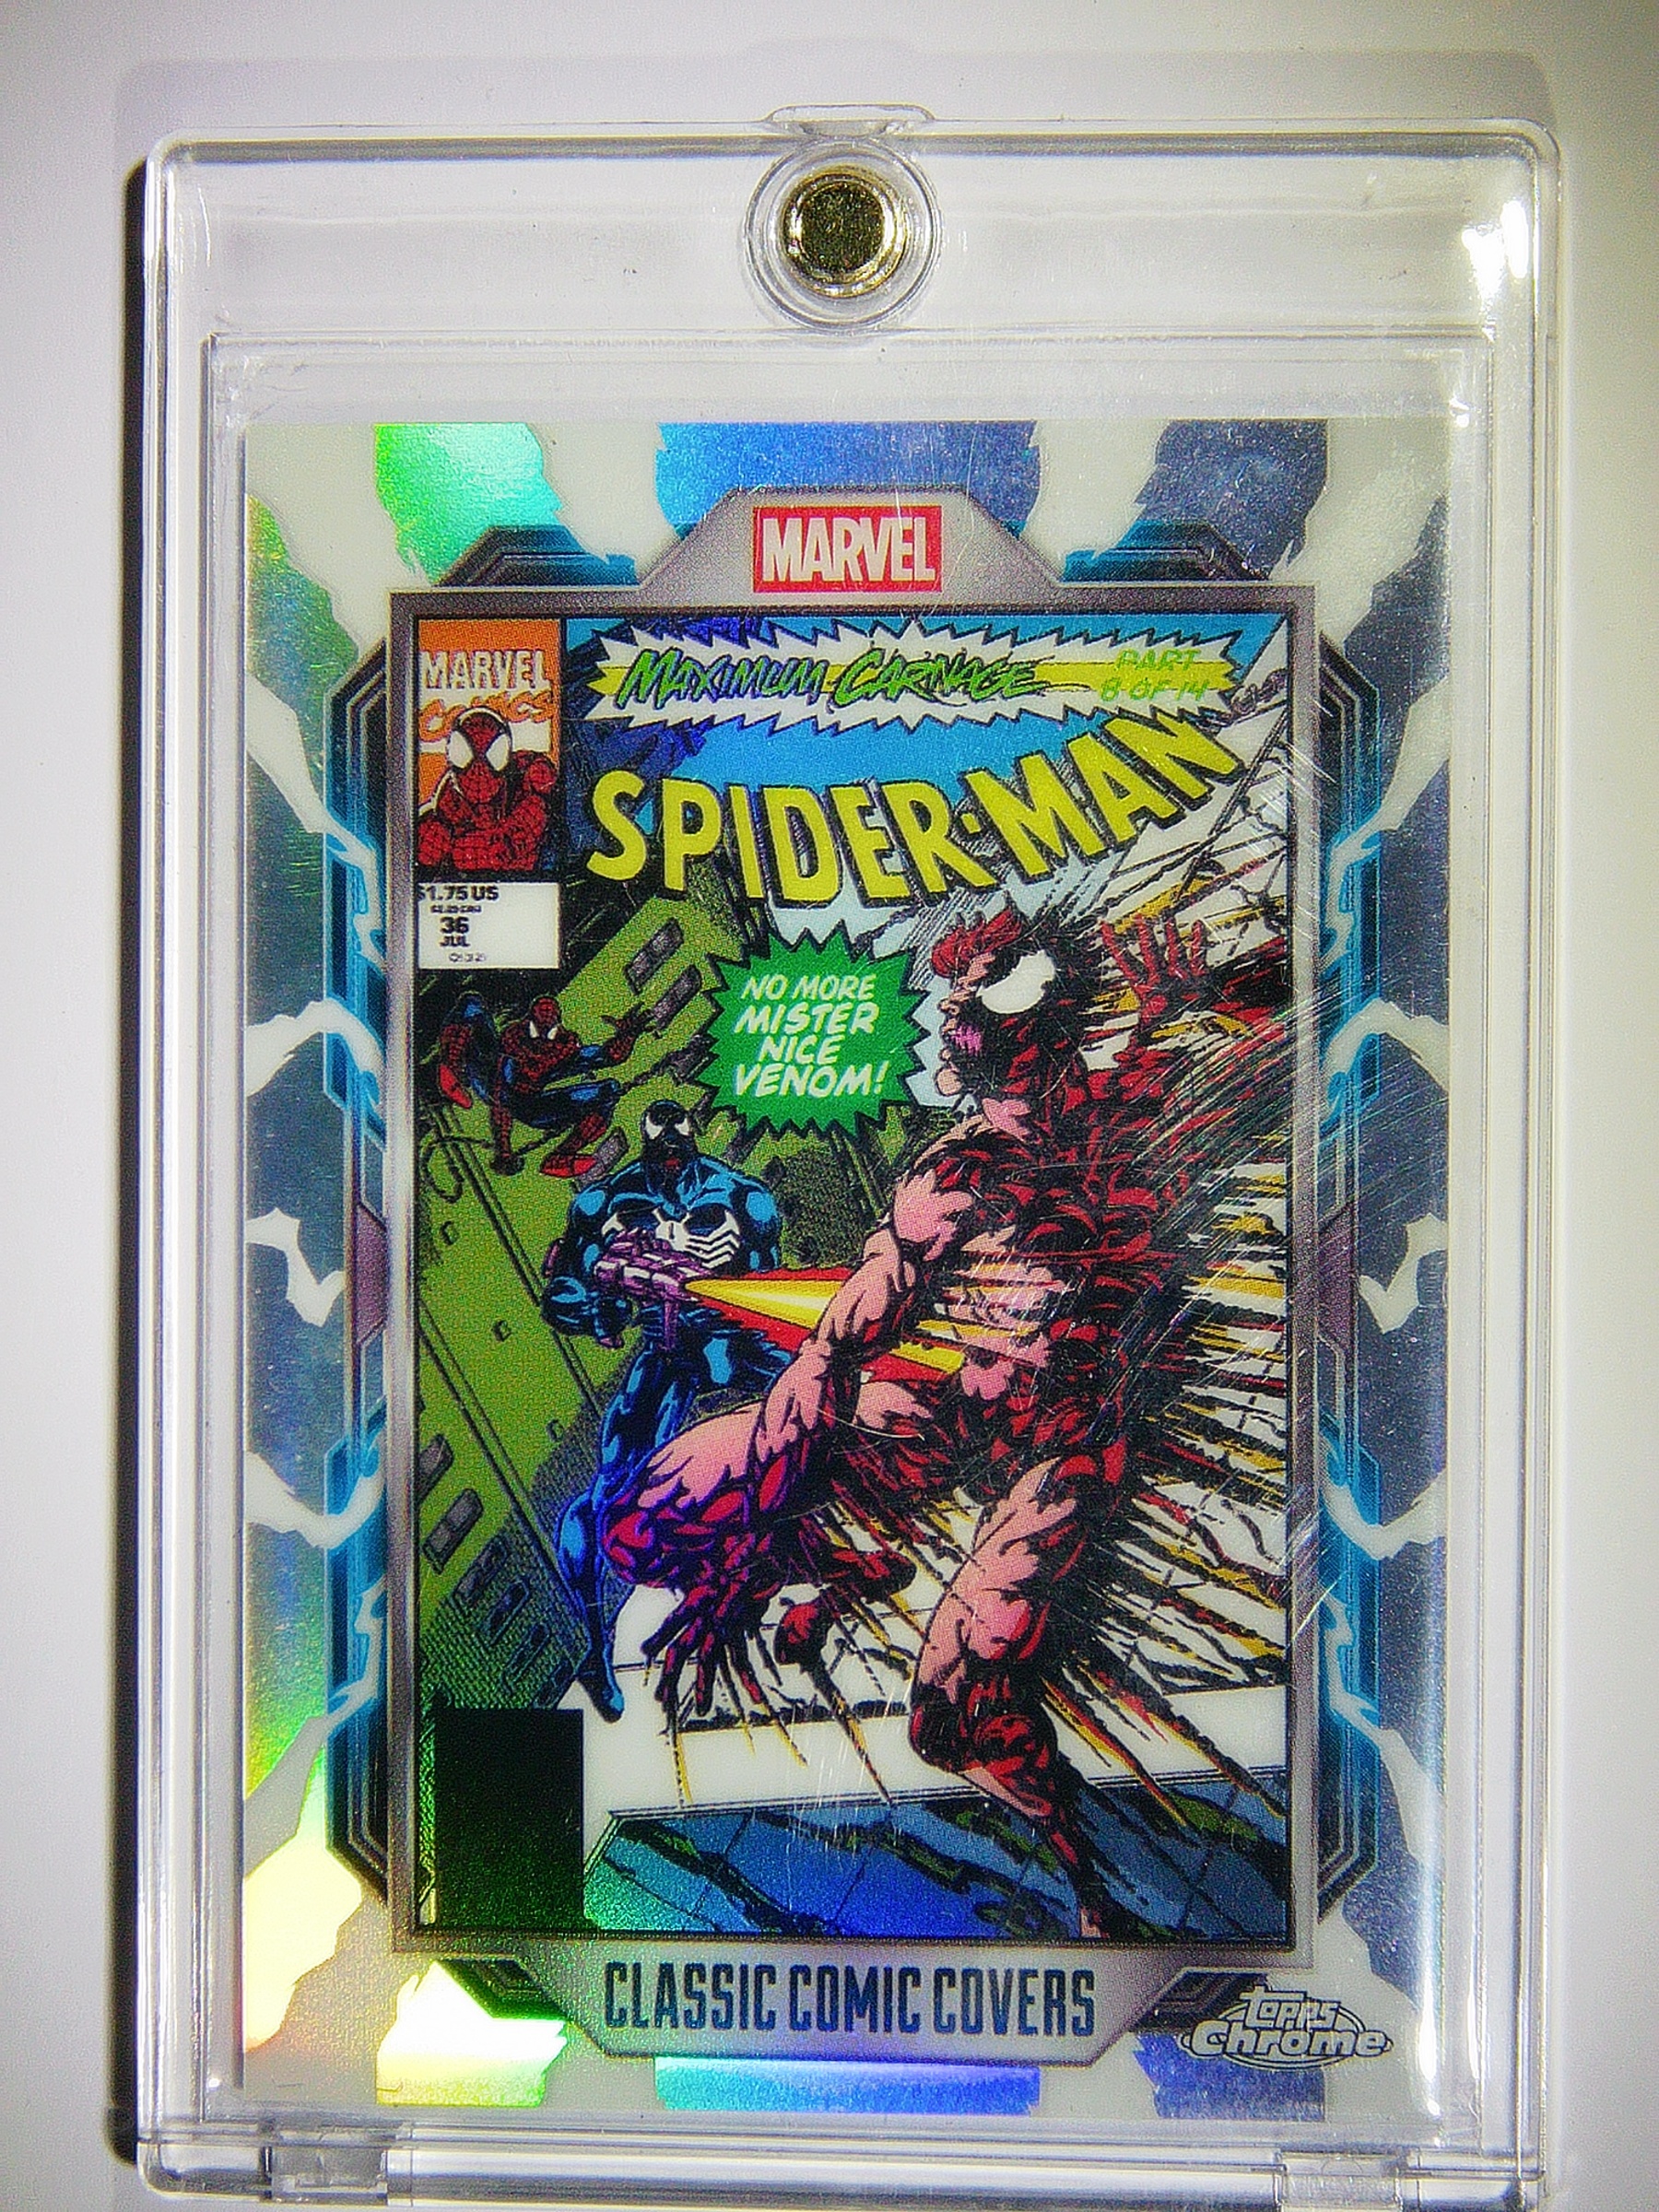 MARVEL
MARVEL
COMICS
MAXIMUM CARNAGE
PART
8 OF 14
SPIDER-MAN
$1.75 US
36
JUL
NO MORE
MISTER
NICE
VENOM!
CLASSIC COMIC COVERS
Topps
Chrome